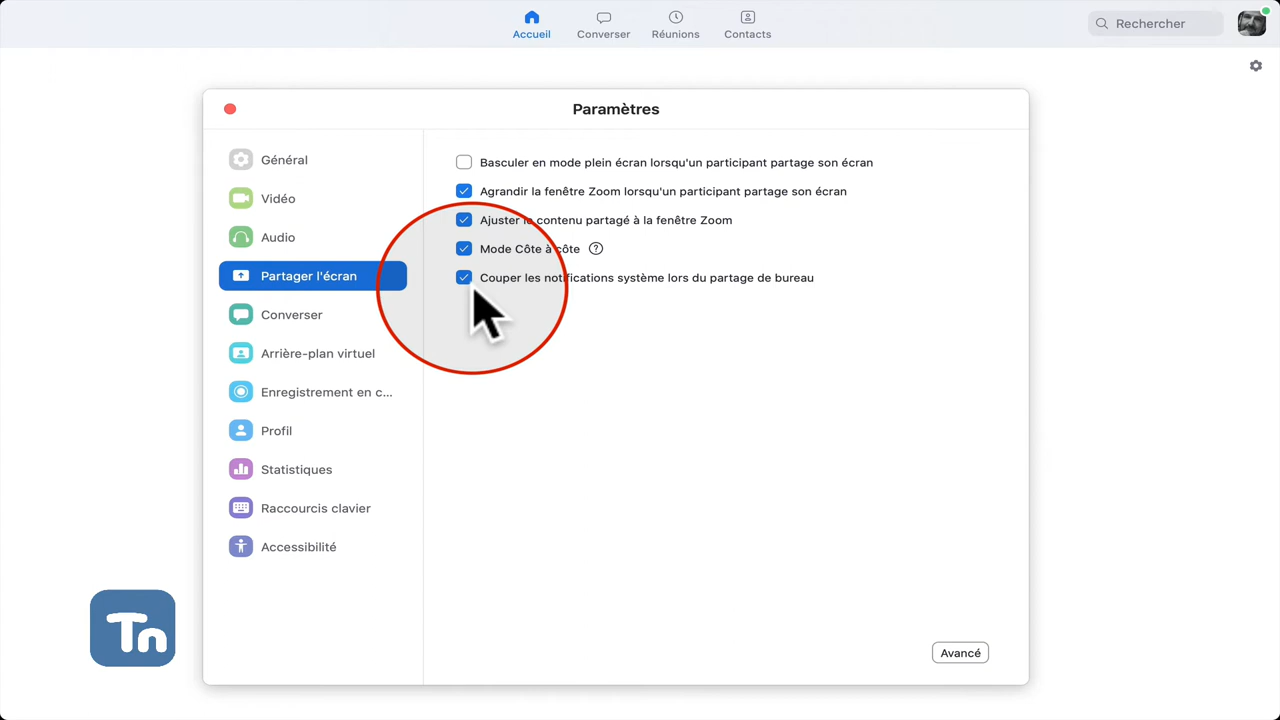 Accueil
Converser
Réunions
Contacts
Rechercher
Paramètres
Général
Vidéo
Audio
Partager l'écran
Converser
Arrière-plan virtuel
Enregistrement en c...
Profil
Statistiques
Raccourcis clavier
Accessibilité
Basculer en mode plein écran lorsqu'un participant partage son écran
Agrandir la fenêtre Zoom lorsqu'un participant partage son écran
Ajuster le contenu partagé à la fenêtre Zoom
Mode Côte à côte ?
Couper les notifications système lors du partage de bureau
Avancé
Tn